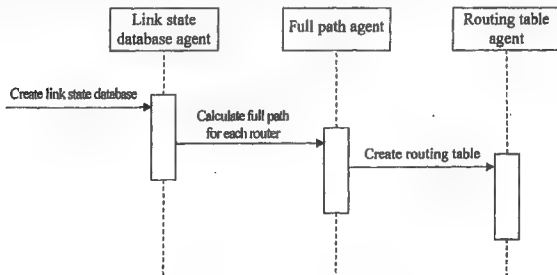 Link state
database agent
Full path agent
Routing table
agent
Create link state database
Calculate full path
for each router
Create routing table